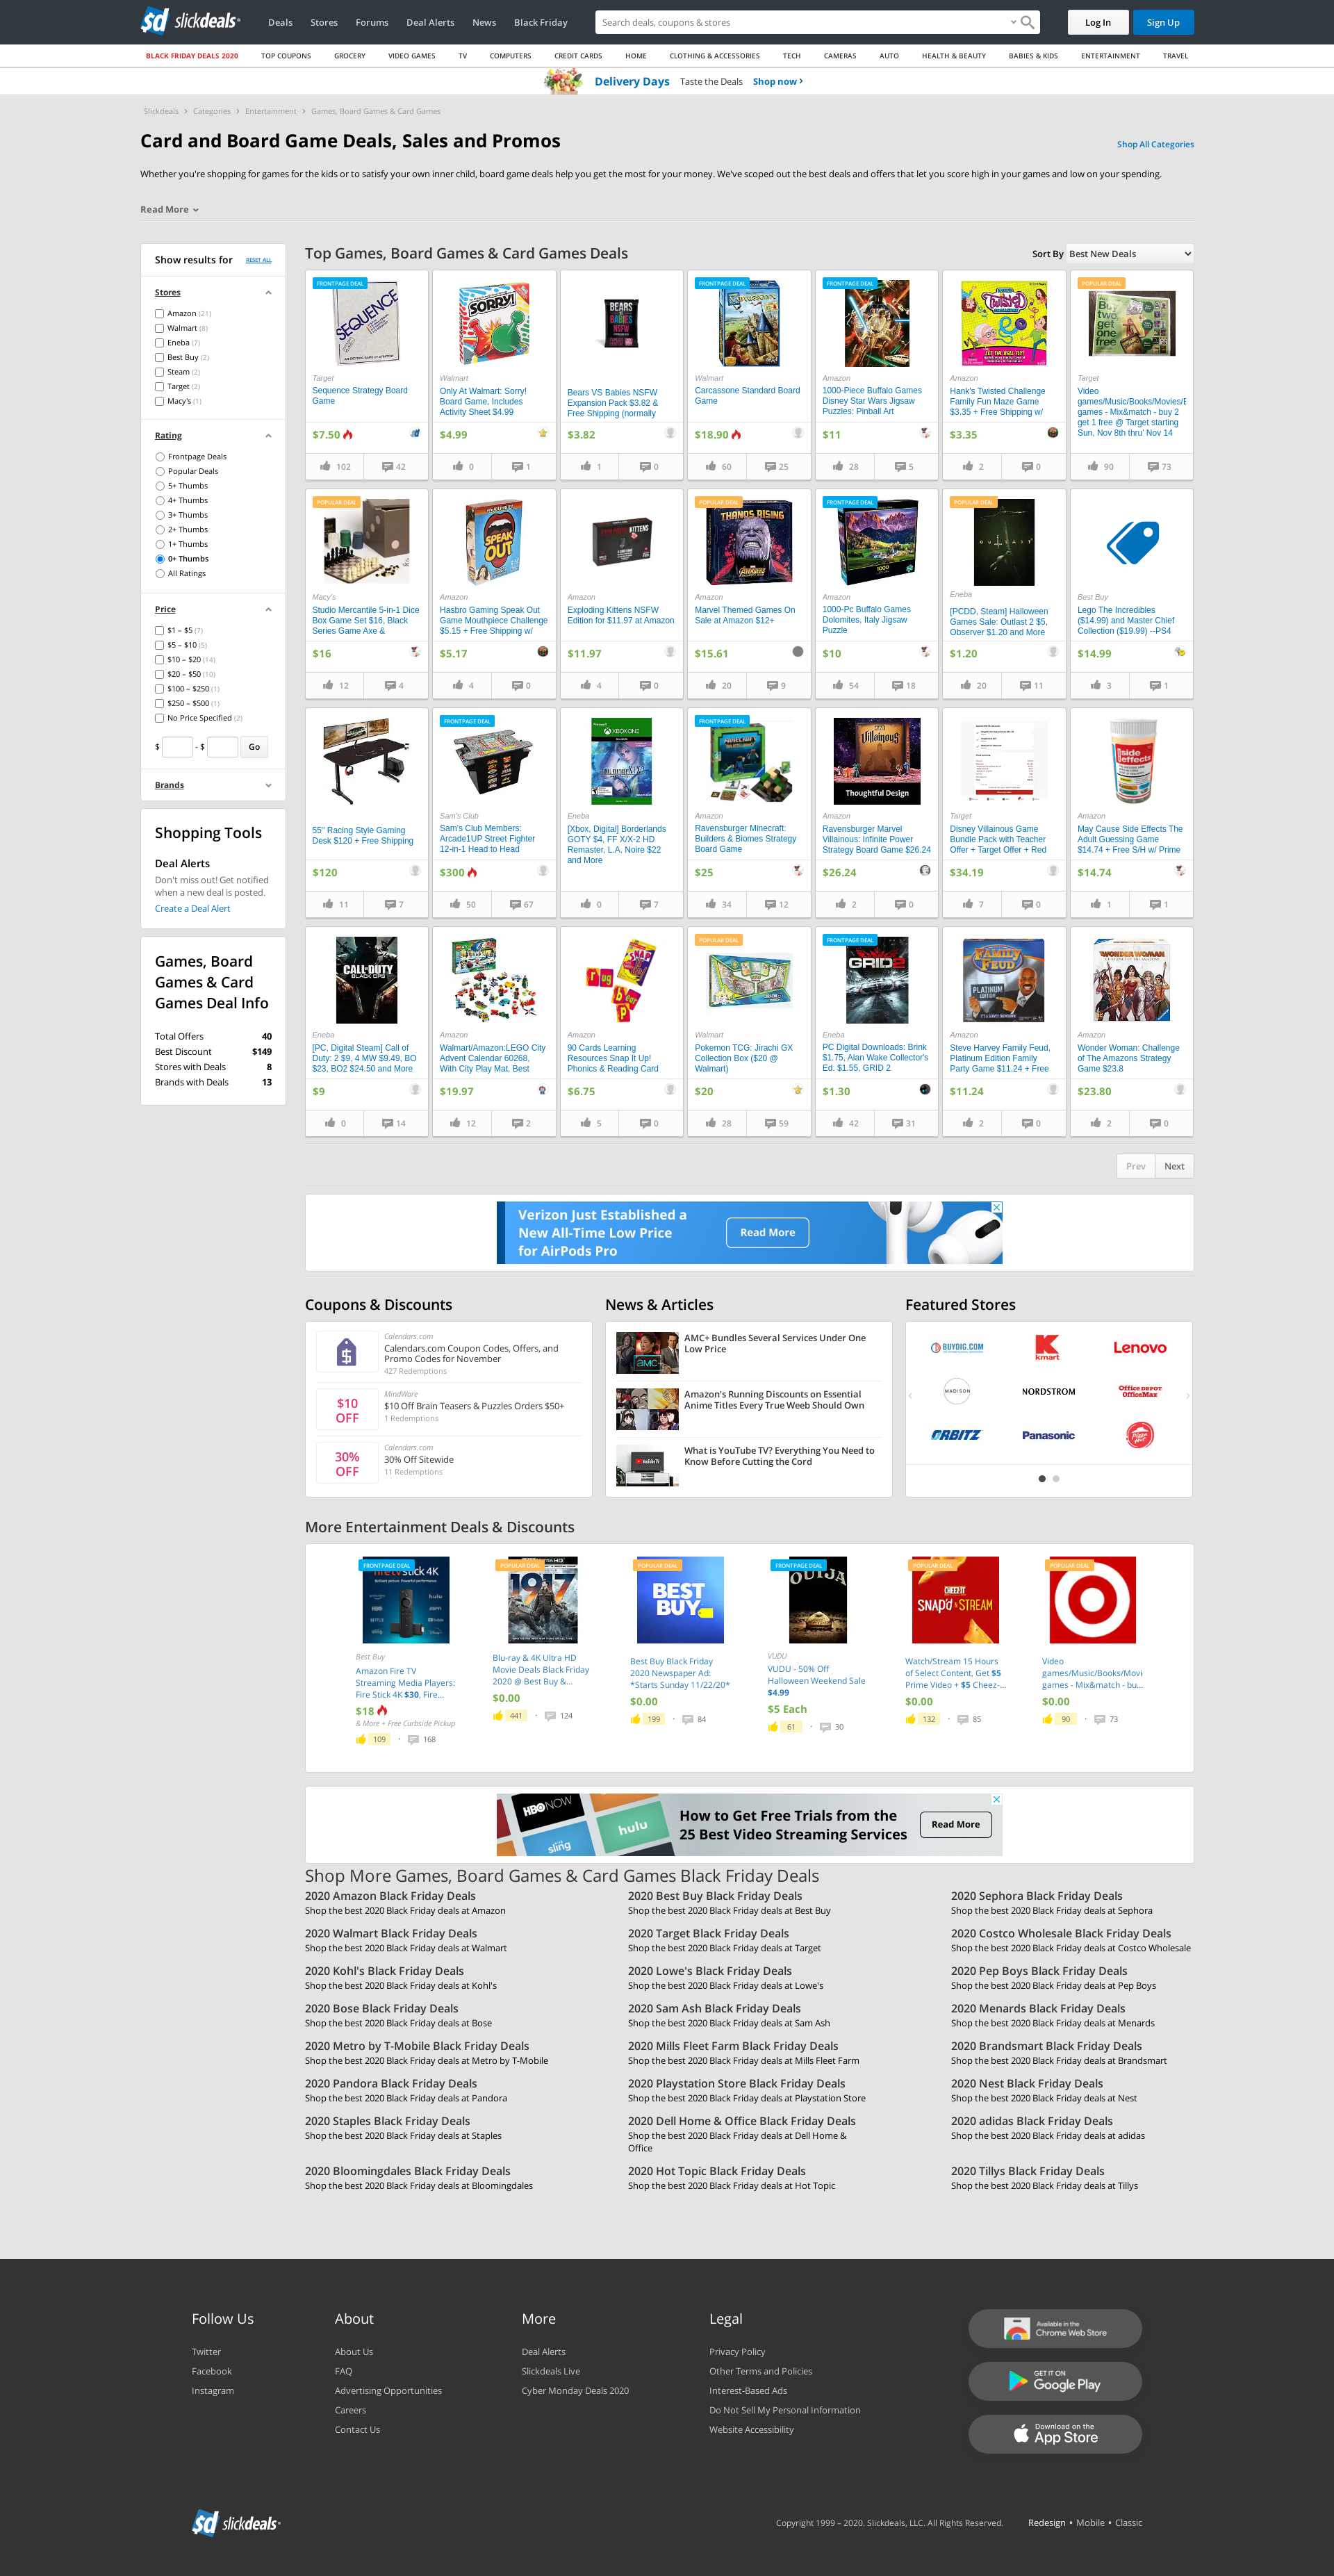 slickdeals
Deals Stores Forums Deal Alerts News Black Friday
Search deals, coupons & stores
Log In
Sign Up
BLACK FRIDAY DEALS 2020 TOP COUPONS GROCERY VIDEO GAMES TV COMPUTERS CREDIT CARDS HOME CLOTHING & ACCESSORIES TECH CAMERAS AUTO HEALTH & BEAUTY BABIES & KIDS ENTERTAINMENT TRAVEL
Delivery Days Taste the Deals Shop now
Slickdeals › Categories › Entertainment › Games, Board Games & Card Games
Card and Board Game Deals, Sales and Promos
Shop All Categories
Whether you're shopping for games for the kids or to satisfy your own inner child, board game deals help you get the most for your money. We've scoped out the best deals and offers that let you score high in your games and low on your spending.
Read More
Show results for RESET ALL
Stores
Amazon (21)
Walmart (8)
Eneba (7)
Best Buy (2)
Steam (2)
Target (2)
Macy's (1)
Rating
Frontpage Deals
Popular Deals
5+ Thumbs
4+ Thumbs
3+ Thumbs
2+ Thumbs
1+ Thumbs
0+ Thumbs
All Ratings
Price
$1 – $5 (7)
$5 – $10 (5)
$10 – $20 (14)
$20 – $50 (10)
$100 – $250 (1)
$250 – $500 (1)
No Price Specified (2)
$ - $ Go
Brands
Shopping Tools
Deal Alerts
Don't miss out! Get notified
when a new deal is posted.
Create a Deal Alert
Games, Board
Games & Card
Games Deal Info
Total Offers 40
Best Discount $149
Stores with Deals 8
Brands with Deals 13
Top Games, Board Games & Card Games Deals
Sort By Best New Deals
FRONTPAGE DEAL
SEQUENCE
Target
Sequence Strategy Board
Game
$7.50
102 42
SORRY!
Walmart
Only At Walmart: Sorry!
Board Game, Includes
Activity Sheet $4.99
$4.99
0 1
BEARS
BABIES
NSFW
Bears VS Babies NSFW
Expansion Pack $3.82 &
Free Shipping (normally
$3.82
1 0
FRONTPAGE DEAL
Walmart
Carcassone Standard Board
Game
$18.90
60 25
FRONTPAGE DEAL
Amazon
1000-Piece Buffalo Games
Disney Star Wars Jigsaw
Puzzles: Pinball Art
$11
28 5
Twisted
Amazon
Hank's Twisted Challenge
Family Fun Maze Game
$3.35 + Free Shipping w/
$3.35
2 0
POPULAR DEAL
Buy
two
get one
free
Target
Video
games/Music/Books/Movies/E
games - Mix&match - buy 2
get 1 free @ Target starting
Sun, Nov 8th thru' Nov 14
90 73
POPULAR DEAL
Macy's
Studio Mercantile 5-in-1 Dice
Box Game Set $16, Black
Series Game Axe &
$16
12 4
SPEAK
OUT
Amazon
Hasbro Gaming Speak Out
Game Mouthpiece Challenge
$5.15 + Free Shipping w/
$5.17
4 0
KITTENS
Amazon
Exploding Kittens NSFW
Edition for $11.97 at Amazon
$11.97
4 0
POPULAR DEAL
THANOS RISING
AVENGERS
Amazon
Marvel Themed Games On
Sale at Amazon $12+
$15.61
20 9
FRONTPAGE DEAL
1000
Amazon
1000-Pc Buffalo Games
Dolomites, Italy Jigsaw
Puzzle
$10
54 18
POPULAR DEAL
OUTLAST
Eneba
[PCDD, Steam] Halloween
Games Sale: Outlast 2 $5,
Observer $1.20 and More
$1.20
20 11
Best Buy
Lego The Incredibles
($14.99) and Master Chief
Collection ($19.99) --PS4
$14.99
3 1
55" Racing Style Gaming
Desk $120 + Free Shipping
$120
11 7
FRONTPAGE DEAL
Sam's Club
Sam's Club Members:
Arcade1UP Street Fighter
12-in-1 Head to Head
$300
50 67
XBOX ONE
Eneba
[Xbox, Digital] Borderlands
GOTY $4, FF X/X-2 HD
Remaster, L.A. Noire $22
and More
0 7
FRONTPAGE DEAL
MINECRAFT
Amazon
Ravensburger Minecraft:
Builders & Biomes Strategy
Board Game
$25
34 12
Villainous
Thoughtful Design
Amazon
Ravensburger Marvel
Villainous: Infinite Power
Strategy Board Game $26.24
$26.24
2 0
Target
Disney Villainous Game
Bundle Pack with Teacher
Offer + Target Offer + Red
$34.19
7 0
side
effects
Amazon
May Cause Side Effects The
Adult Guessing Game
$14.74 + Free S/H w/ Prime
$14.74
1 1
CALL OF DUTY
BLACK OPS
Eneba
[PC, Digital Steam] Call of
Duty: 2 $9, 4 MW $9.49, BO
$23, BO2 $24.50 and More
$9
0 14
Amazon
Walmart/Amazon:LEGO City
Advent Calendar 60268,
With City Play Mat, Best
$19.97
12 2
Amazon
90 Cards Learning
Resources Snap It Up!
Phonics & Reading Card
$6.75
5 0
POPULAR DEAL
Walmart
Pokemon TCG: Jirachi GX
Collection Box ($20 @
Walmart)
$20
28 59
FRONTPAGE DEAL
GRID 2
Eneba
PC Digital Downloads: Brink
$1.75, Alan Wake Collector's
Ed. $1.55, GRID 2
$1.30
42 31
FAMILY
FEUD
PLATINUM
EDITION
Amazon
Steve Harvey Family Feud,
Platinum Edition Family
Party Game $11.24 + Free
$11.24
2 0
WONDER WOMAN
Amazon
Wonder Woman: Challenge
of The Amazons Strategy
Game $23.8
$23.80
2 0
Prev Next
Verizon Just Established a
New All-Time Low Price
for AirPods Pro
Read More
Coupons & Discounts
Calendars.com
Calendars.com Coupon Codes, Offers, and
Promo Codes for November
427 Redemptions
$10
OFF
MindWare
$10 Off Brain Teasers & Puzzles Orders $50+
1 Redemptions
30%
OFF
Calendars.com
30% Off Sitewide
11 Redemptions
News & Articles
AMC+ Bundles Several Services Under One
Low Price
Amazon's Running Discounts on Essential
Anime Titles Every True Weeb Should Own
What is YouTube TV? Everything You Need to
Know Before Cutting the Cord
Featured Stores
BUYDIG.COM kmart Lenovo
MADISON NORDSTROM Office DEPOT
OfficeMax
ORBITZ Panasonic Pizza Hut
More Entertainment Deals & Discounts
FRONTPAGE DEAL
firetvstick 4K
Best Buy
Amazon Fire TV
Streaming Media Players:
Fire Stick 4K $30, Fire...
$18
& More + Free Curbside Pickup
109 · 168
POPULAR DEAL
1917
Blu-ray & 4K Ultra HD
Movie Deals Black Friday
2020 @ Best Buy &...
$0.00
441 · 124
POPULAR DEAL
BEST
BUY
Best Buy Black Friday
2020 Newspaper Ad:
*Starts Sunday 11/22/20*
$0.00
199 · 84
FRONTPAGE DEAL
OUIJA
VUDU
VUDU - 50% Off
Halloween Weekend Sale
$4.99
$5 Each
61 · 30
POPULAR DEAL
CHEEZ-IT
SNAP'd & STREAM
Watch/Stream 15 Hours
of Select Content, Get $5
Prime Video + $5 Cheez-...
$0.00
132 · 85
POPULAR DEAL
Video
games/Music/Books/Movi
games - Mix&match - bu...
$0.00
90 · 73
HBO NOW
sling
hulu
How to Get Free Trials from the
25 Best Video Streaming Services
Read More
Shop More Games, Board Games & Card Games Black Friday Deals
2020 Amazon Black Friday Deals
Shop the best 2020 Black Friday deals at Amazon
2020 Best Buy Black Friday Deals
Shop the best 2020 Black Friday deals at Best Buy
2020 Sephora Black Friday Deals
Shop the best 2020 Black Friday deals at Sephora
2020 Walmart Black Friday Deals
Shop the best 2020 Black Friday deals at Walmart
2020 Target Black Friday Deals
Shop the best 2020 Black Friday deals at Target
2020 Costco Wholesale Black Friday Deals
Shop the best 2020 Black Friday deals at Costco Wholesale
2020 Kohl's Black Friday Deals
Shop the best 2020 Black Friday deals at Kohl's
2020 Lowe's Black Friday Deals
Shop the best 2020 Black Friday deals at Lowe's
2020 Pep Boys Black Friday Deals
Shop the best 2020 Black Friday deals at Pep Boys
2020 Bose Black Friday Deals
Shop the best 2020 Black Friday deals at Bose
2020 Sam Ash Black Friday Deals
Shop the best 2020 Black Friday deals at Sam Ash
2020 Menards Black Friday Deals
Shop the best 2020 Black Friday deals at Menards
2020 Metro by T-Mobile Black Friday Deals
Shop the best 2020 Black Friday deals at Metro by T-Mobile
2020 Mills Fleet Farm Black Friday Deals
Shop the best 2020 Black Friday deals at Mills Fleet Farm
2020 Brandsmart Black Friday Deals
Shop the best 2020 Black Friday deals at Brandsmart
2020 Pandora Black Friday Deals
Shop the best 2020 Black Friday deals at Pandora
2020 Playstation Store Black Friday Deals
Shop the best 2020 Black Friday deals at Playstation Store
2020 Nest Black Friday Deals
Shop the best 2020 Black Friday deals at Nest
2020 Staples Black Friday Deals
Shop the best 2020 Black Friday deals at Staples
2020 Dell Home & Office Black Friday Deals
Shop the best 2020 Black Friday deals at Dell Home &
Office
2020 adidas Black Friday Deals
Shop the best 2020 Black Friday deals at adidas
2020 Bloomingdales Black Friday Deals
Shop the best 2020 Black Friday deals at Bloomingdales
2020 Hot Topic Black Friday Deals
Shop the best 2020 Black Friday deals at Hot Topic
2020 Tillys Black Friday Deals
Shop the best 2020 Black Friday deals at Tillys
Follow Us
Twitter
Facebook
Instagram
About
About Us
FAQ
Advertising Opportunities
Careers
Contact Us
More
Deal Alerts
Slickdeals Live
Cyber Monday Deals 2020
Legal
Privacy Policy
Other Terms and Policies
Interest-Based Ads
Do Not Sell My Personal Information
Website Accessibility
Available in the
Chrome Web Store
GET IT ON
Google Play
Download on the
App Store
slickdeals
Copyright 1999 – 2020. Slickdeals, LLC. All Rights Reserved.
Redesign • Mobile • Classic